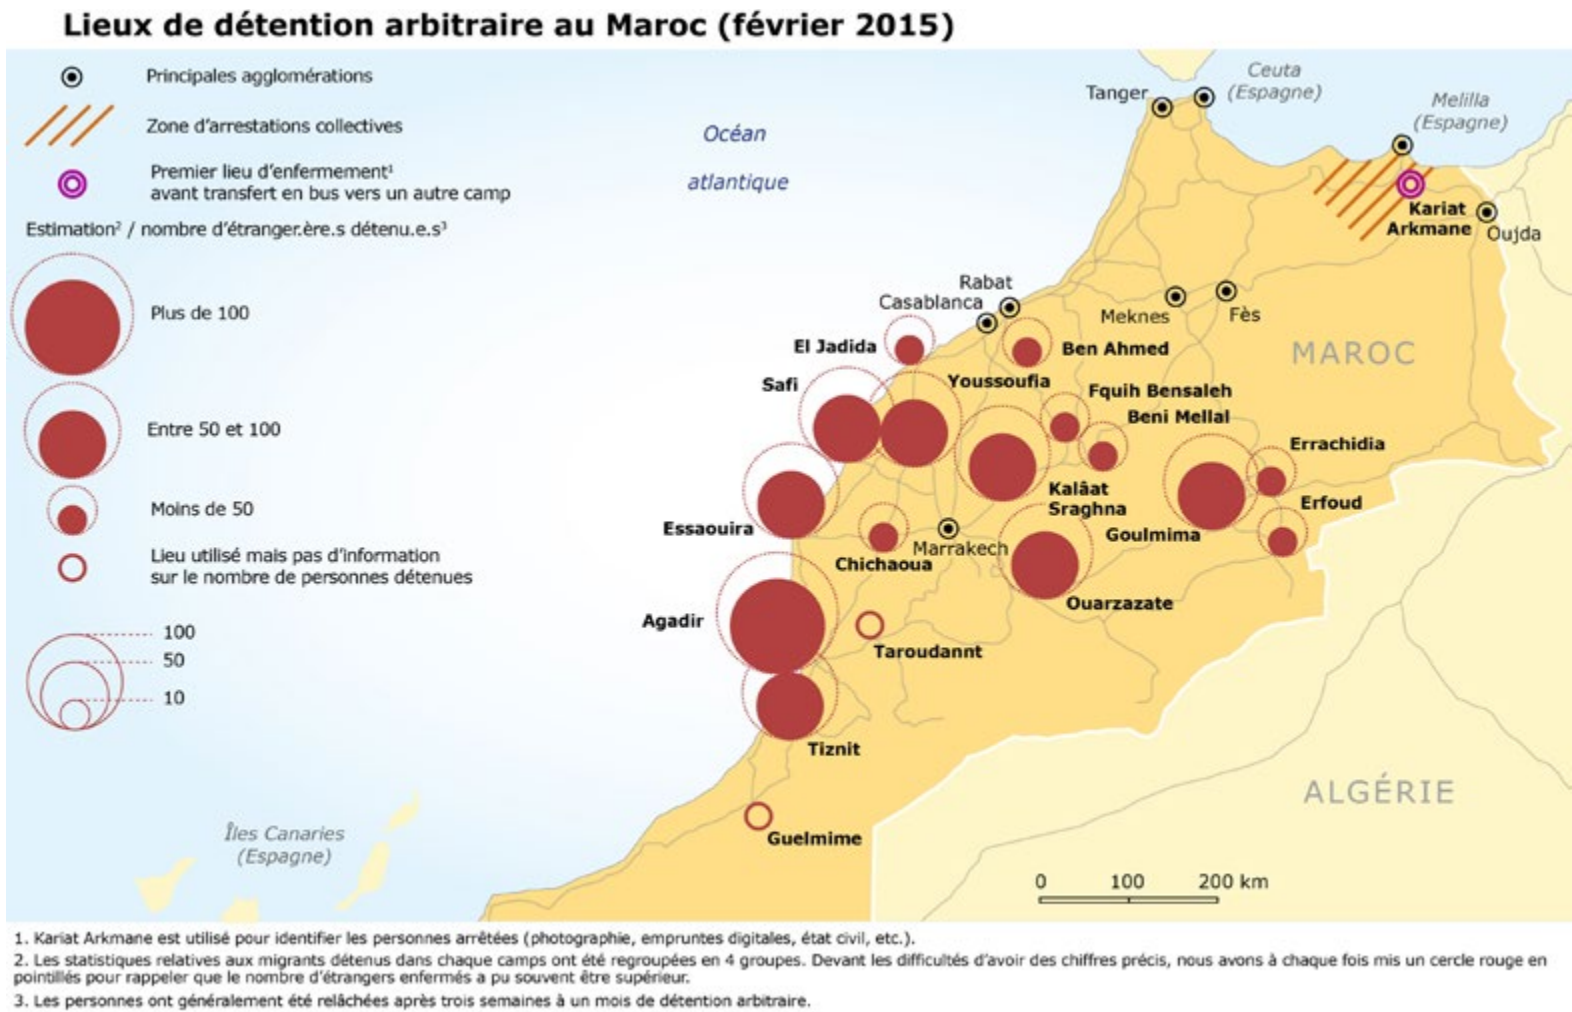 Lieux de détention arbitraire au Maroc (février 2015)
Principales agglomérations
Zone d'arrestations collectives
Premier lieu d'enfermement¹
avant transfert en bus vers un autre camp
Estimation² / nombre d'étranger.ère.s détenu.e.s³
Plus de 100
Entre 50 et 100
Moins de 50
Lieu utilisé mais pas d'information
sur le nombre de personnes détenues
100
50
10
Océan
atlantique
Tanger
Ceuta
(Espagne)
Melilla
(Espagne)
Kariat
Arkmane
Oujda
Rabat
Casablanca
Meknes
Fès
MAROC
El Jadida
Ben Ahmed
Safi
Youssoufia
Fquih Bensaleh
Beni Mellal
Errachidia
Kalâat
Sraghna
Erfoud
Goulmima
Essaouira
Marrakech
Chichaoua
Ouarzazate
Agadir
Taroudannt
Tiznit
Guelmime
ALGÉRIE
Îles Canaries
(Espagne)
0 100 200 km
1. Kariat Arkmane est utilisé pour identifier les personnes arrêtées (photographie, empruntes digitales, état civil, etc.).
2. Les statistiques relatives aux migrants détenus dans chaque camps ont été regroupées en 4 groupes. Devant les difficultés d'avoir des chiffres précis, nous avons à chaque fois mis un cercle rouge en
pointillés pour rappeler que le nombre d'étrangers enfermés a pu souvent être supérieur.
3. Les personnes ont généralement été relâchées après trois semaines à un mois de détention arbitraire.